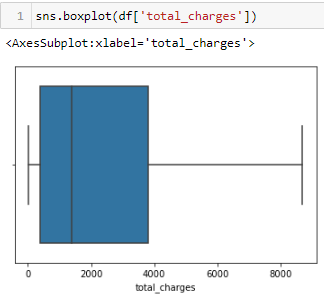 1 sns.boxplot(df['total_charges'])
<AxesSubplot:xlabel='total_charges'>
0 2000 4000 6000 8000
total_charges